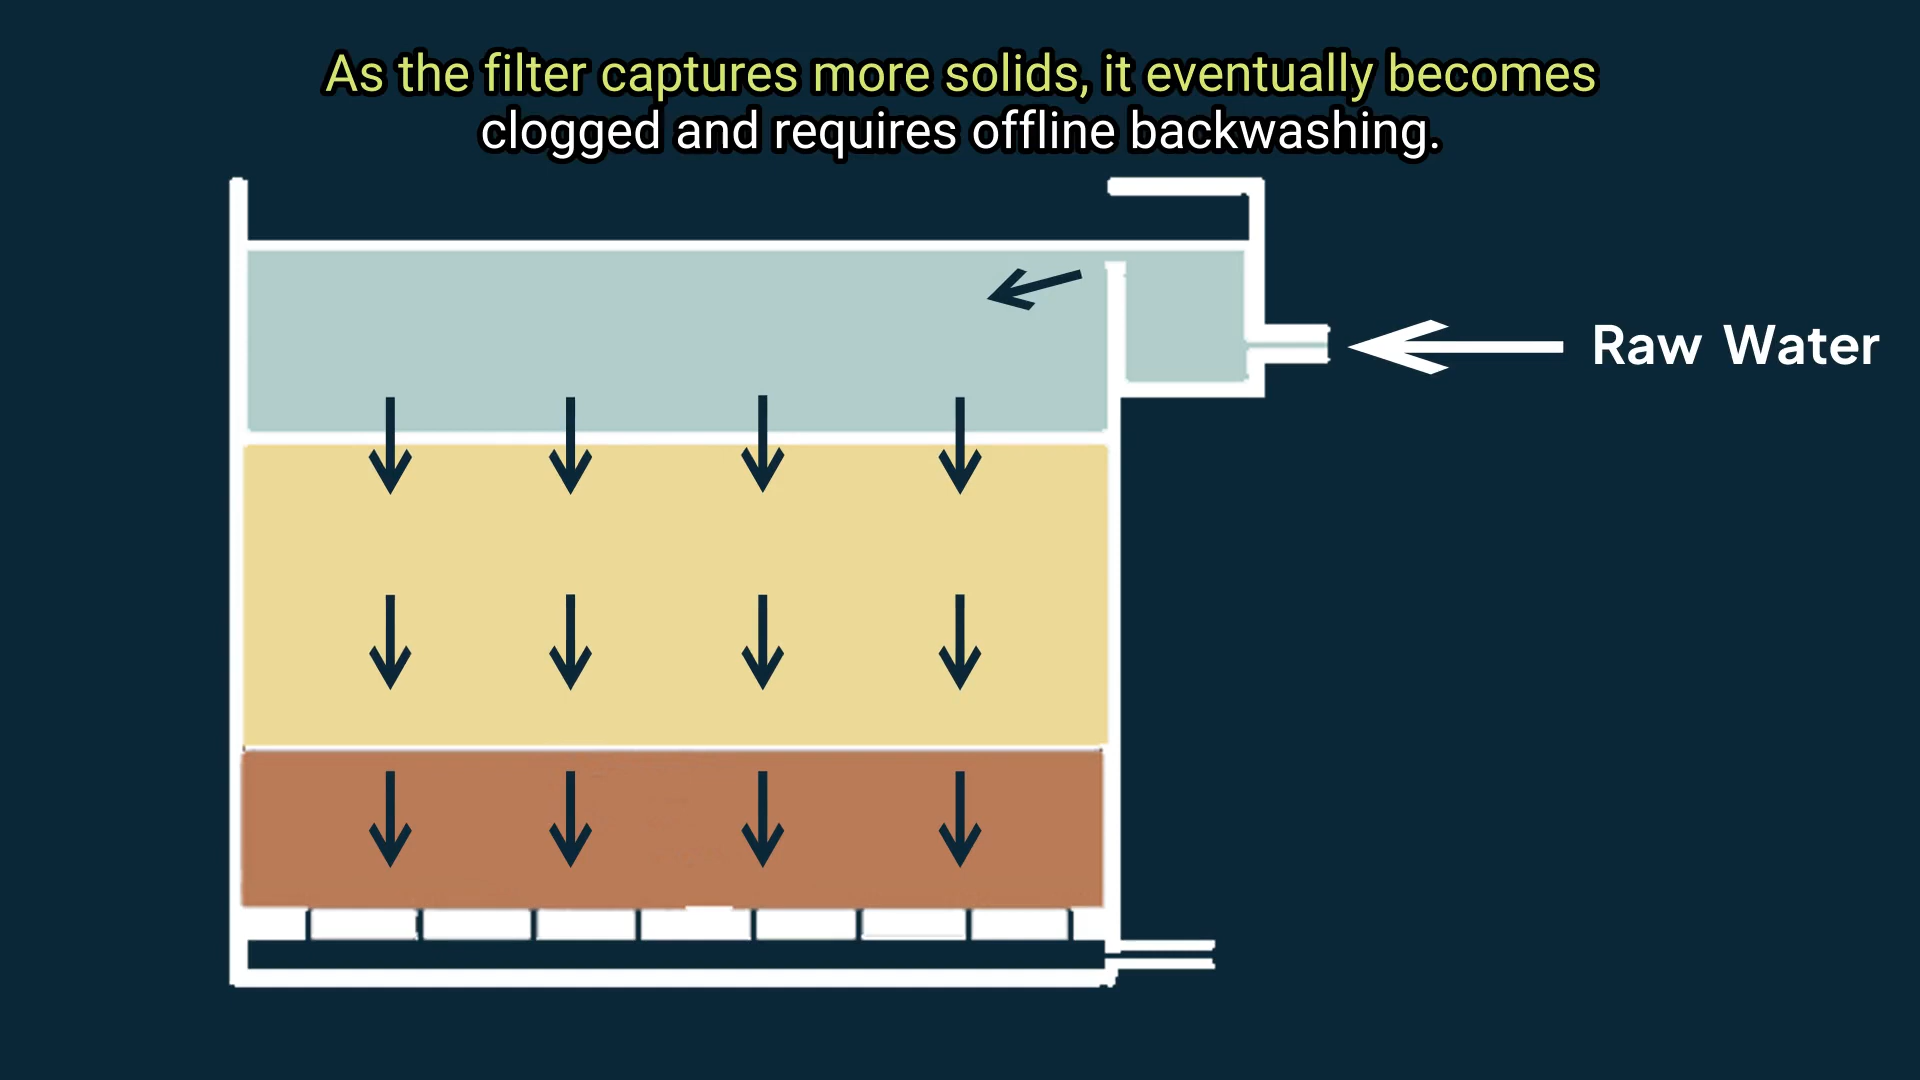 As the filter captures more solids, it eventually becomes
clogged and requires offline backwashing.
Raw Water